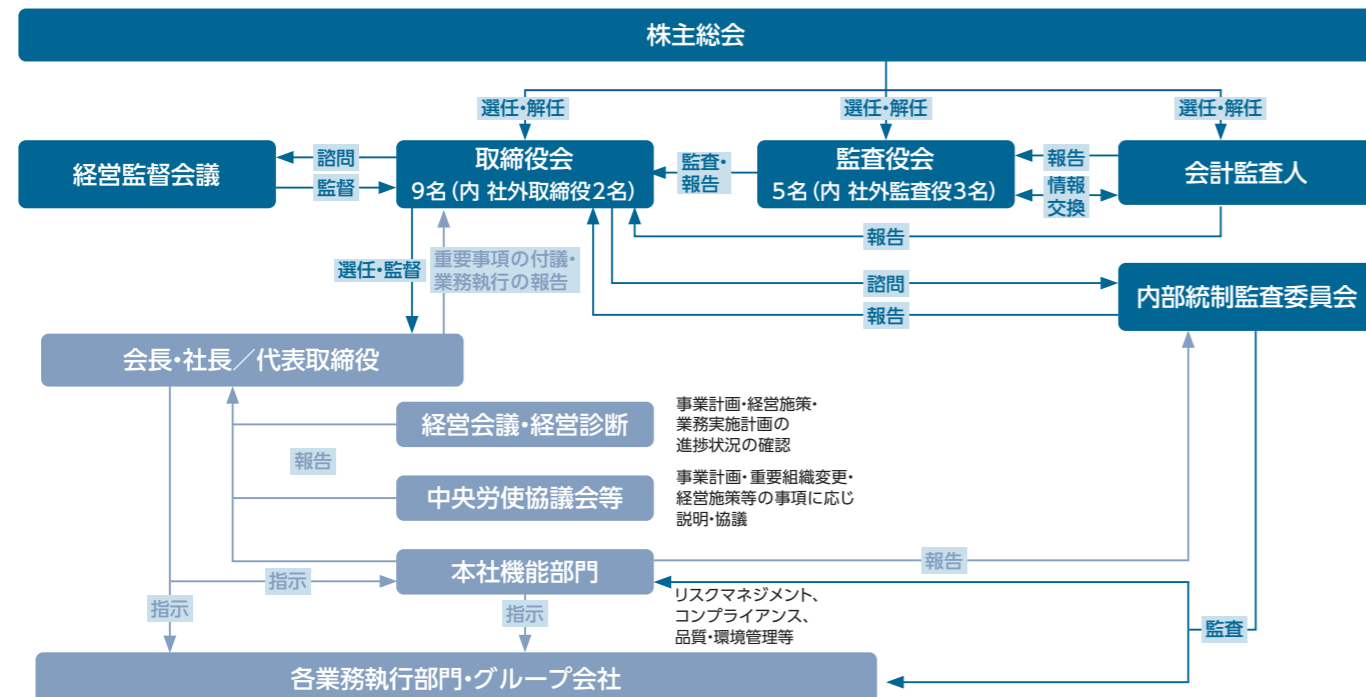 株主総会
選任・解任
選任・解任
選任・解任
経営監督会議
諮問
監督
取締役会
9名（内 社外取締役2名）
監査・
報告
監査役会
5名（内 社外監査役3名）
報告
情報
交換
会計監査人
報告
選任・監督
重要事項の付議・
業務執行の報告
諮問
報告
内部統制監査委員会
会長・社長／代表取締役
経営会議・経営診断
事業計画・経営施策・
業務実施計画の
進捗状況の確認
報告
中央労使協議会等
事業計画・重要組織変更・
経営施策等の事項に応じ
説明・協議
本社機能部門
報告
指示
指示
指示
リスクマネジメント、
コンプライアンス、
品質・環境管理等
監査
各業務執行部門・グループ会社